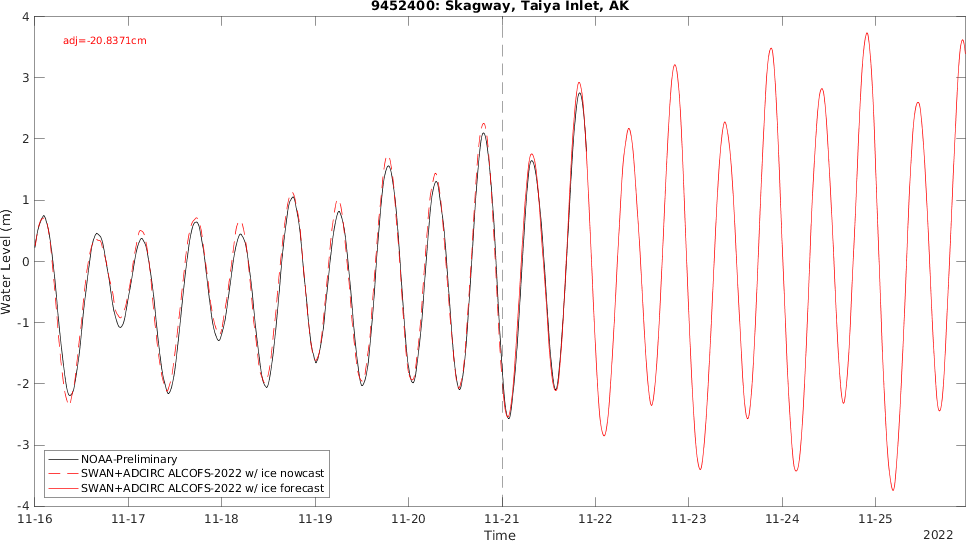 9452400: Skagway, Taiya Inlet, AK
adj=-20.8371cm
4
3
2
1
0
-1
-2
-3
-4
Water Level (m)
NOAA-Preliminary
SWAN+ADCIRC ALCOFS-2022 w/ ice nowcast
SWAN+ADCIRC ALCOFS-2022 w/ ice forecast
11-16 11-17 11-18 11-19 11-20 11-21 11-22 11-23 11-24 11-25
Time
2022